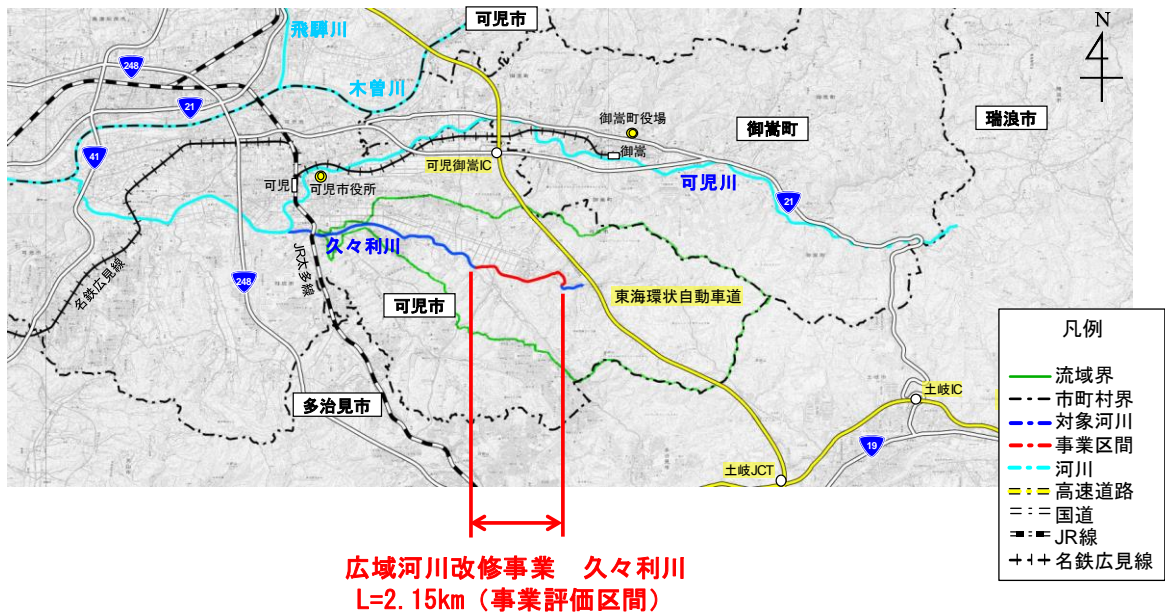 可児市
飛騨川
N
248
木曽川
21
御嵩町役場
御嵩町
瑞浪市
41
可児御嵩IC
御嵩
可児川
可児
可児市役所
21
久々利川
JR太多線
名鉄広見線
248
可児市
東海環状自動車道
多治見市
土岐IC
19
土岐JCT
凡例
流域界
市町村界
対象河川
事業区間
河川
高速道路
国道
JR線
名鉄広見線
広域河川改修事業 久々利川
L=2.15km（事業評価区間）